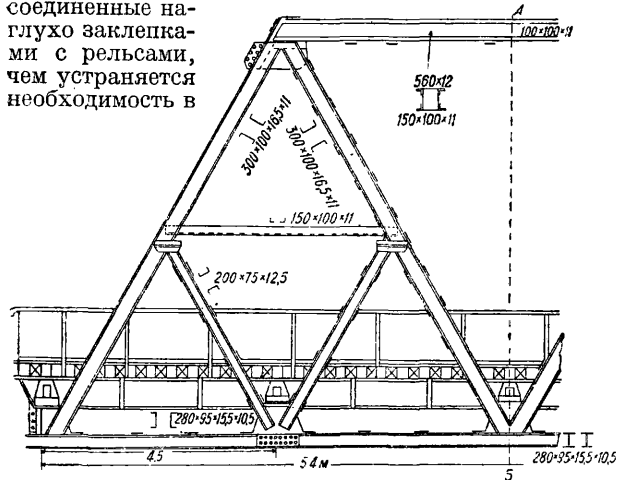 соединенные на-
глухо заклепка-
ми с рельсами,
чем устраняется
необходимость в
А
100×100×11
560×12
150×100×11
300×100×16,5×11
300×100×16,5×11
150×100×11
200×75×12,5
280×95×15,5×10,5
4.5
54м
280×95×15,5×10,5
5